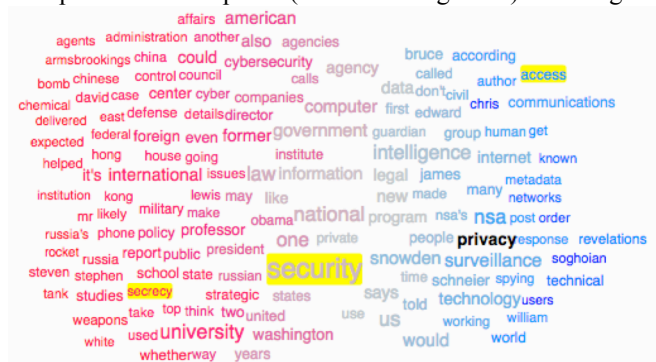 affairs american
agents administration another also agencies
armsbrookings china could cybersecurity bruce according
bomb chinese control council calls agency called author access
chemical david case center cyber companies data don't civil chris communications
delivered east defense details director computer first edward
expected federal foreign even former government guardian group human get
helped hong house going institute intelligence internet known
it's international issues law information legal james metadata
institution kong lewis may like new made many networks
mr likely military make obama national program nsa's nsa post order
russia's phone policy professor one private people privacy response revelations
rocket russia report public president security snowden surveillance soghoian
steven stephen school state russian time schneier spying technical
tank studies secrecy strategic states says told technology users
weapons take top think two united use us working william
white used university washington would world
whether way years